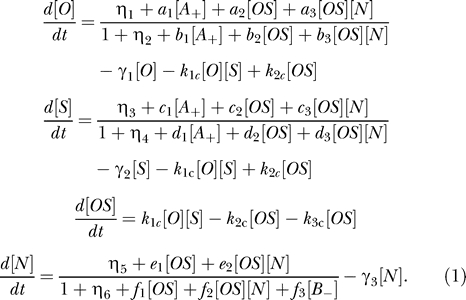 d[O]/dt = (η₁ + a₁[A₊] + a₂[OS] + a₃[OS][N]) / (1 + η₂ + b₁[A₊] + b₂[OS] + b₃[OS][N])
− γ₁[O] − k₁c[O][S] + k₂c[OS]
d[S]/dt = (η₃ + c₁[A₊] + c₂[OS] + c₃[OS][N]) / (1 + η₄ + d₁[A₊] + d₂[OS] + d₃[OS][N])
− γ₂[S] − k₁c[O][S] + k₂c[OS]
d[OS]/dt = k₁c[O][S] − k₂c[OS] − k₃c[OS]
d[N]/dt = (η₅ + e₁[OS] + e₂[OS][N]) / (1 + η₆ + f₁[OS] + f₂[OS][N] + f₃[B₋]) − γ₃[N]. (1)